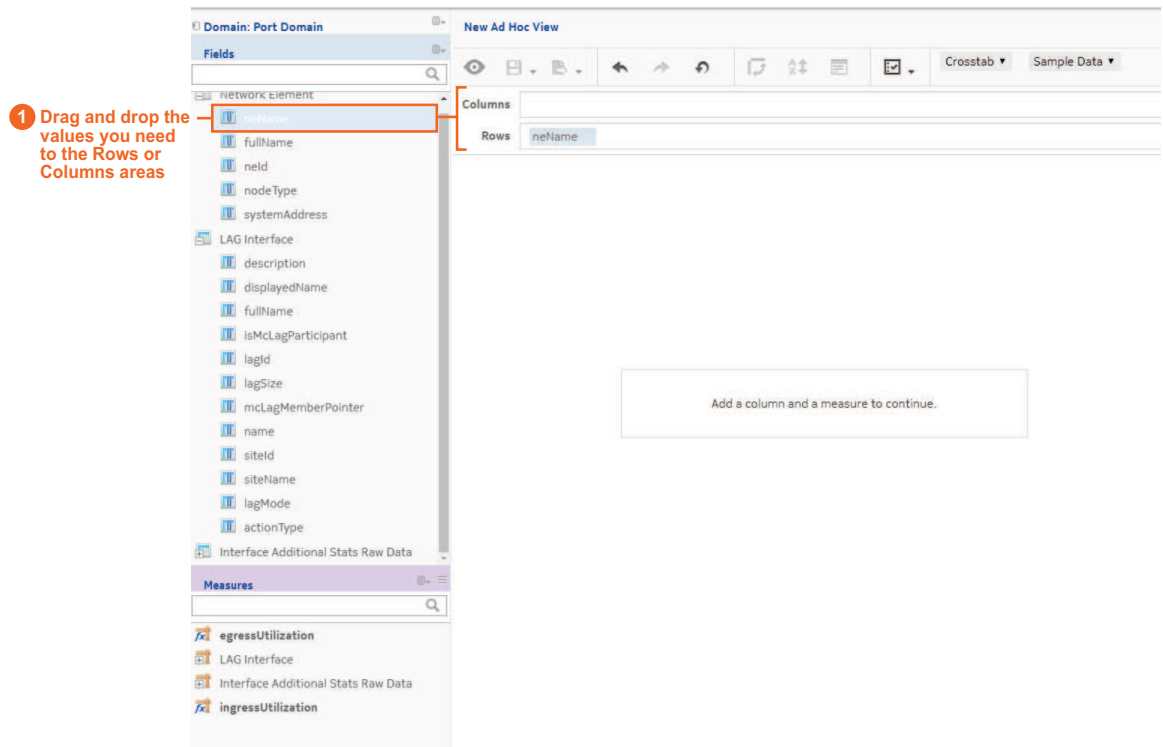 Domain: Port Domain
Fields
Network Element
neName
fullName
neId
nodeType
systemAddress
LAG Interface
description
displayedName
fullName
isMcLagParticipant
lagId
lagSize
mcLagMemberPointer
name
siteId
siteName
lagMode
actionType
Interface Additional Stats Raw Data
Measures
egressUtilization
LAG Interface
Interface Additional Stats Raw Data
ingressUtilization
1 Drag and drop the
values you need
to the Rows or
Columns areas
New Ad Hoc View
Crosstab ▼ Sample Data ▼
Columns
Rows neName
Add a column and a measure to continue.